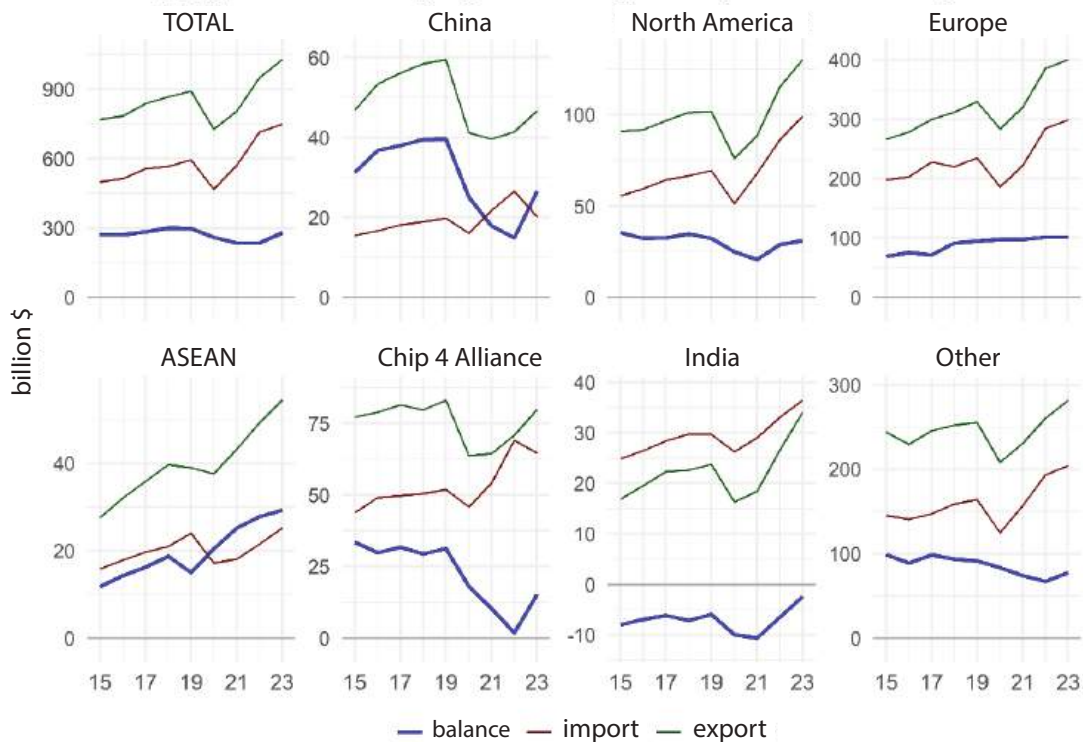 TOTAL
China
North America
Europe
900
600
300
0
60
40
20
0
100
50
0
400
300
200
100
0
billion $
ASEAN
Chip 4 Alliance
India
Other
40
20
0
75
50
25
0
40
30
20
10
0
-10
300
200
100
0
15 17 19 21 23
15 17 19 21 23
15 17 19 21 23
15 17 19 21 23
balance import export